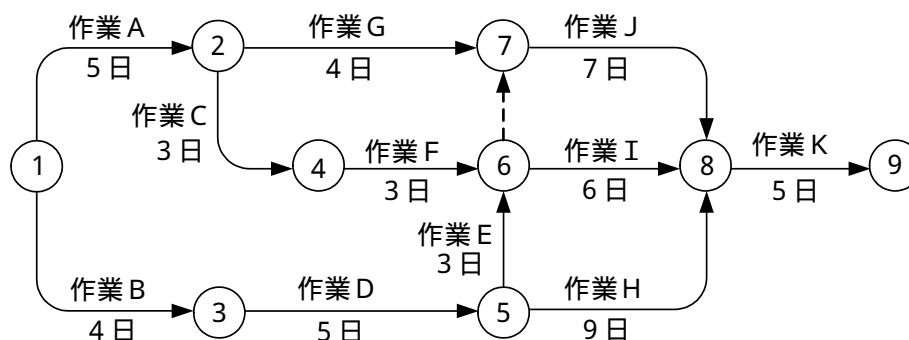 作業A
5日
2
作業G
4日
7
作業J
7日
作業C
3日
1
4
作業F
3日
6
作業I
6日
8
作業K
5日
9
作業E
3日
作業B
4日
3
作業D
5日
5
作業H
9日